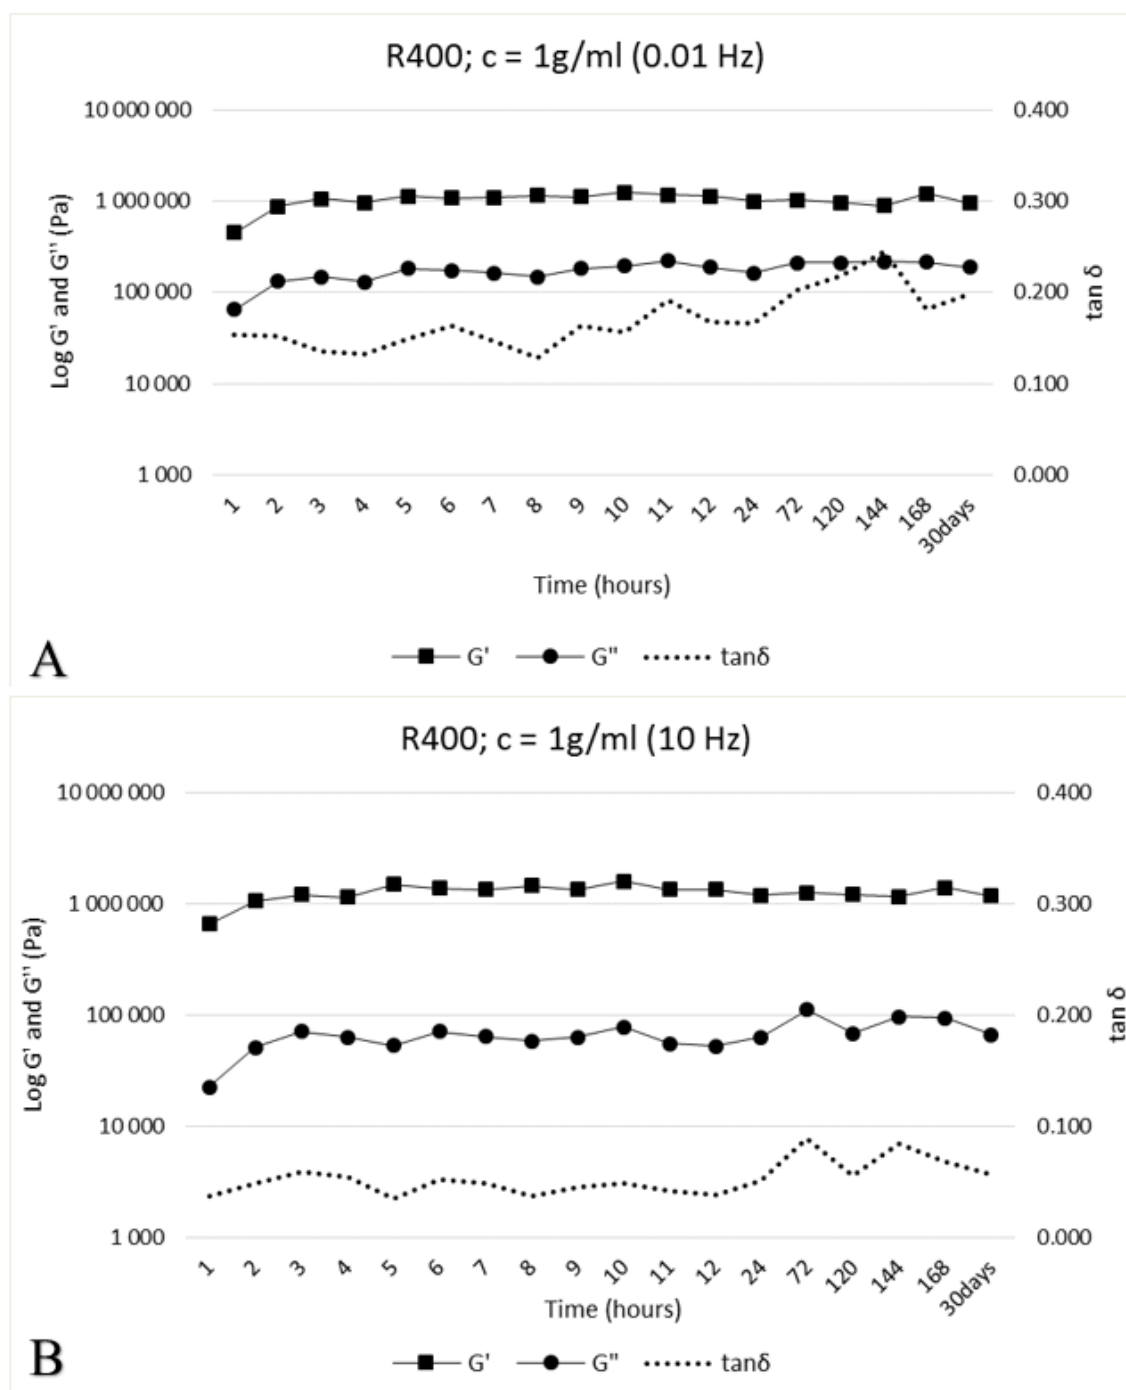 R400; c = 1g/ml (0.01 Hz)
10 000 000
1 000 000
100 000
10 000
1 000
Log G' and G'' (Pa)
0.400
0.300
0.200
0.100
0.000
tan δ
1 2 3 4 5 6 7 8 9 10 11 12 24 72 120 144 168 30days
Time (hours)
A
G' G" tanδ
R400; c = 1g/ml (10 Hz)
10 000 000
1 000 000
100 000
10 000
1 000
Log G' and G'' (Pa)
0.400
0.300
0.200
0.100
0.000
tan δ
1 2 3 4 5 6 7 8 9 10 11 12 24 72 120 144 168 30days
Time (hours)
B
G' G" tanδ